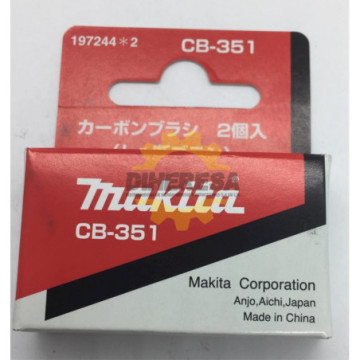 197244*2
CB-351
カーボンブラシ 2個入
DIHEPESA
makita
CB-351
Makita Corporation
Anjo,Aichi,Japan
Made in China